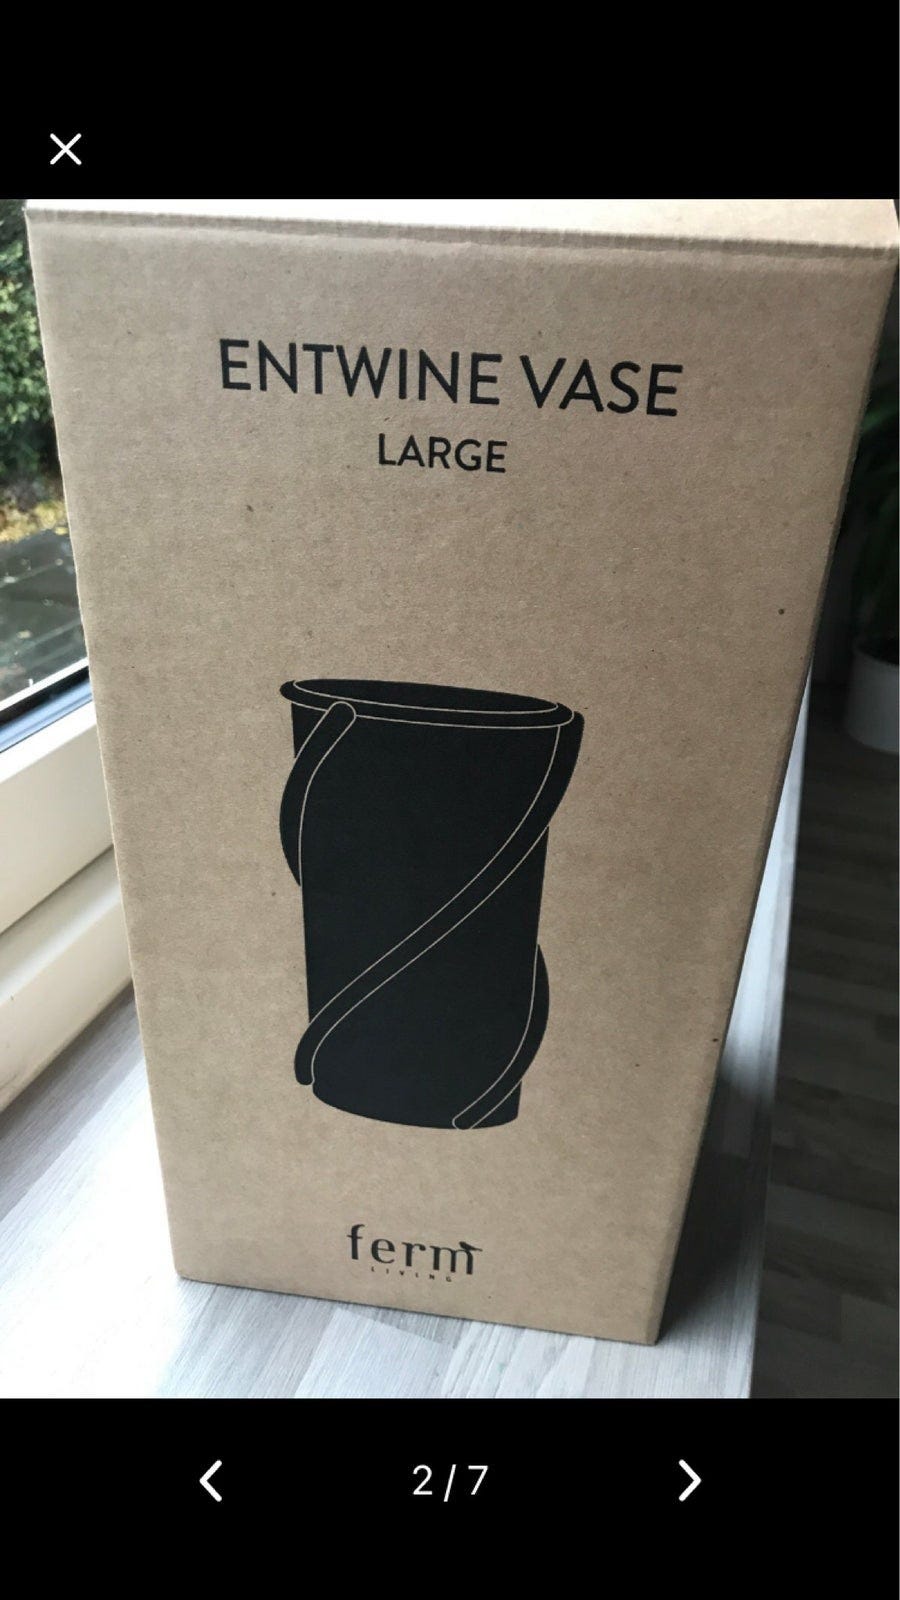 ENTWINE VASE
LARGE
ferm
LIVING
2 / 7